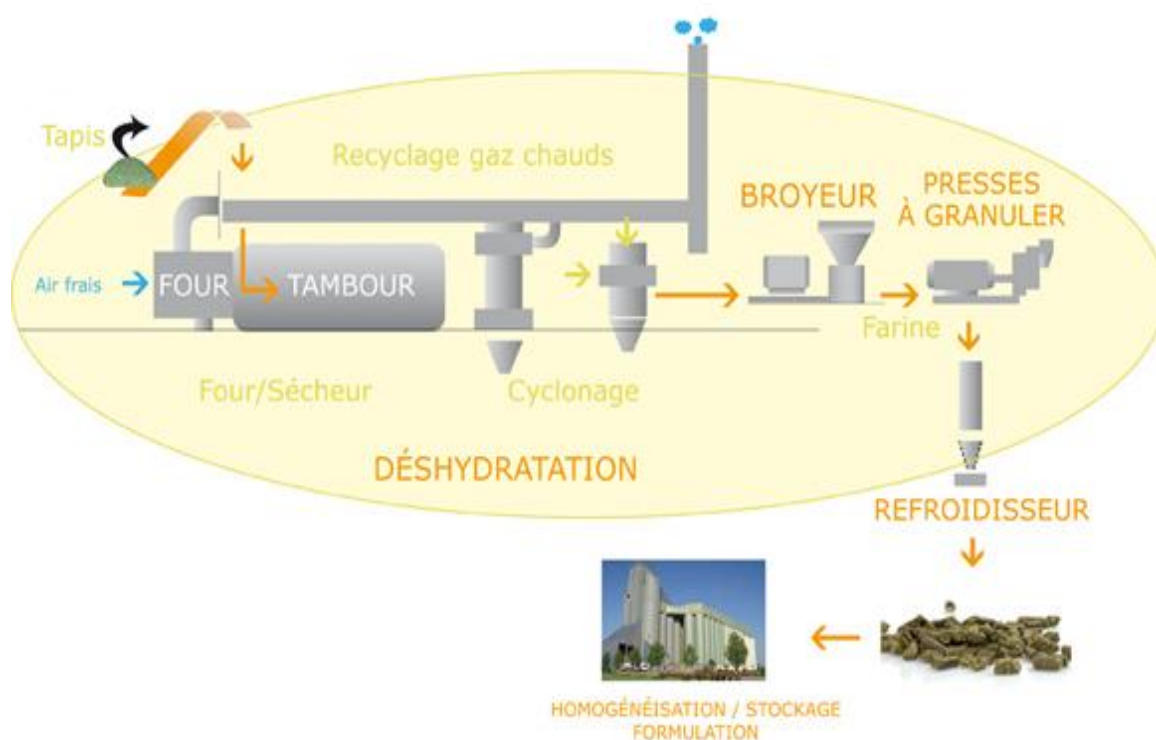 Tapis
Recyclage gaz chauds
BROYEUR
PRESSES
À GRANULER
Air frais
FOUR
TAMBOUR
Farine
Four/Sécheur
Cyclonage
DÉSHYDRATATION
REFROIDISSEUR
HOMOGÉNÉISATION / STOCKAGE
FORMULATION